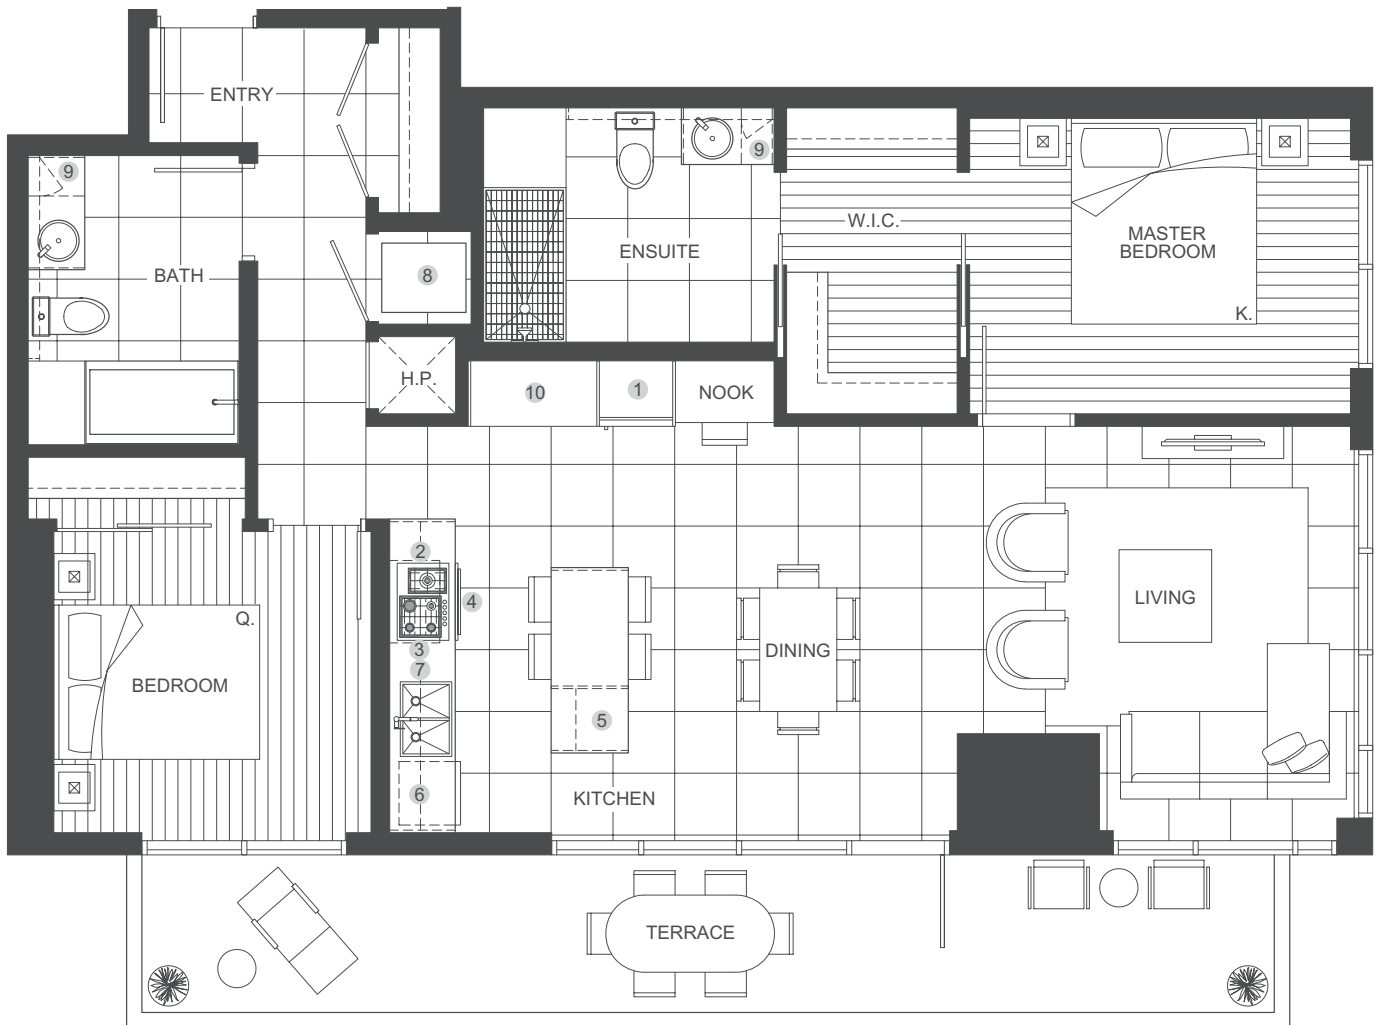 ENTRY
9
9
W.I.C.
MASTER
BEDROOM
ENSUITE
BATH
8
K.
H.P.
10
1
NOOK
2
4
LIVING
Q.
3
DINING
7
BEDROOM
5
6
KITCHEN
TERRACE